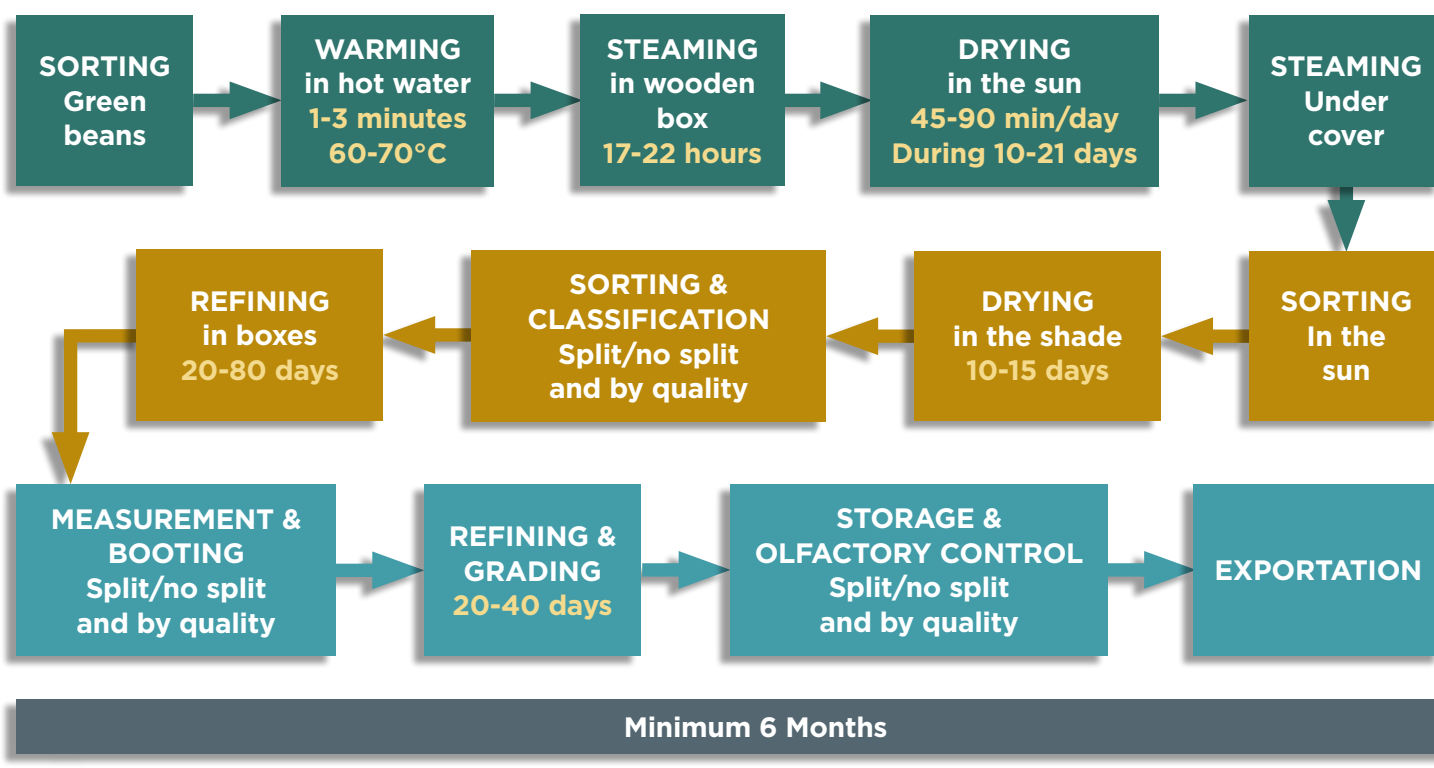 SORTING
Green
beans
WARMING
in hot water
1-3 minutes
60-70°C
STEAMING
in wooden
box
17-22 hours
DRYING
in the sun
45-90 min/day
During 10-21 days
STEAMING
Under
cover
SORTING
In the
sun
DRYING
in the shade
10-15 days
SORTING &
CLASSIFICATION
Split/no split
and by quality
REFINING
in boxes
20-80 days
MEASUREMENT &
BOOTING
Split/no split
and by quality
REFINING &
GRADING
20-40 days
STORAGE &
OLFACTORY CONTROL
Split/no split
and by quality
EXPORTATION
Minimum 6 Months